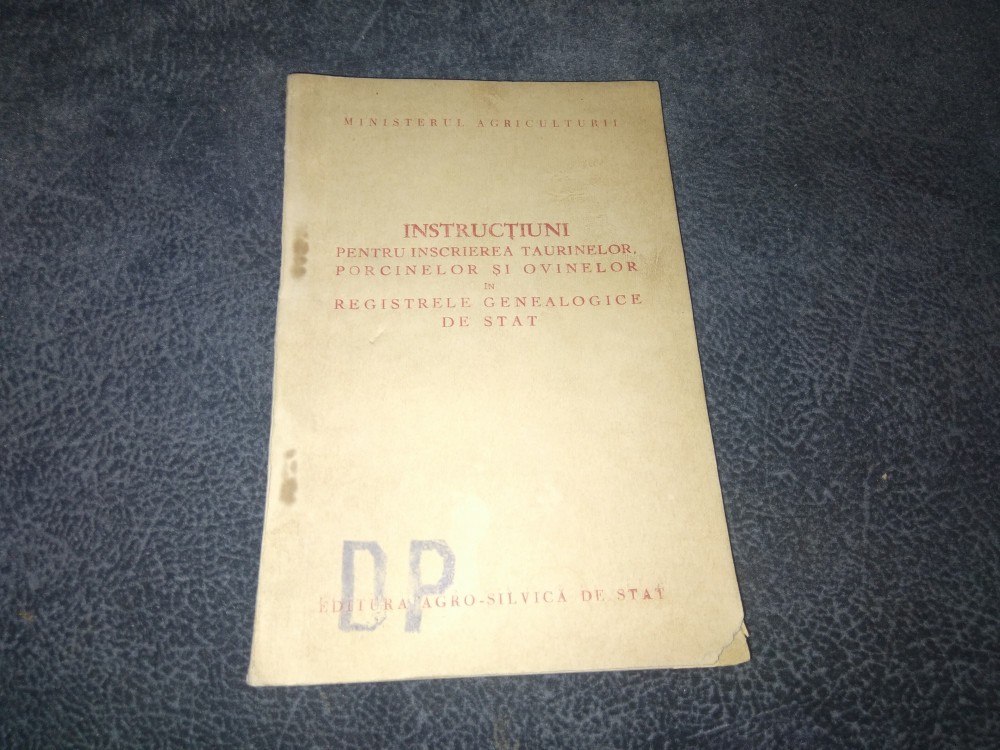 MINISTERUL AGRICULTURII
INSTRUCȚIUNI
PENTRU INSCRIEREA TAURINELOR,
PORCINELOR ȘI OVINELOR
IN
REGISTRELE GENEALOGICE
DE STAT
DP
EDITURA AGRO-SILVICĂ DE STAT